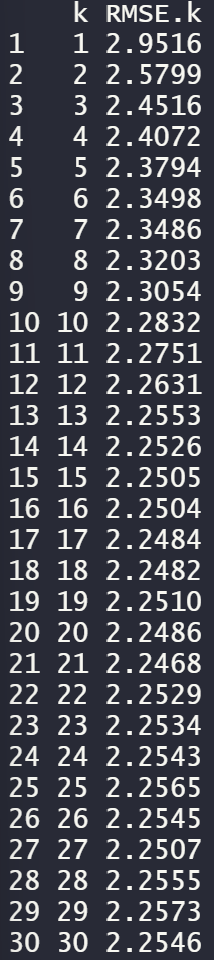 k RMSE.k
1 1 2.9516
2 2 2.5799
3 3 2.4516
4 4 2.4072
5 5 2.3794
6 6 2.3498
7 7 2.3486
8 8 2.3203
9 9 2.3054
10 10 2.2832
11 11 2.2751
12 12 2.2631
13 13 2.2553
14 14 2.2526
15 15 2.2505
16 16 2.2504
17 17 2.2484
18 18 2.2482
19 19 2.2510
20 20 2.2486
21 21 2.2468
22 22 2.2529
23 23 2.2534
24 24 2.2543
25 25 2.2565
26 26 2.2545
27 27 2.2507
28 28 2.2555
29 29 2.2573
30 30 2.2546